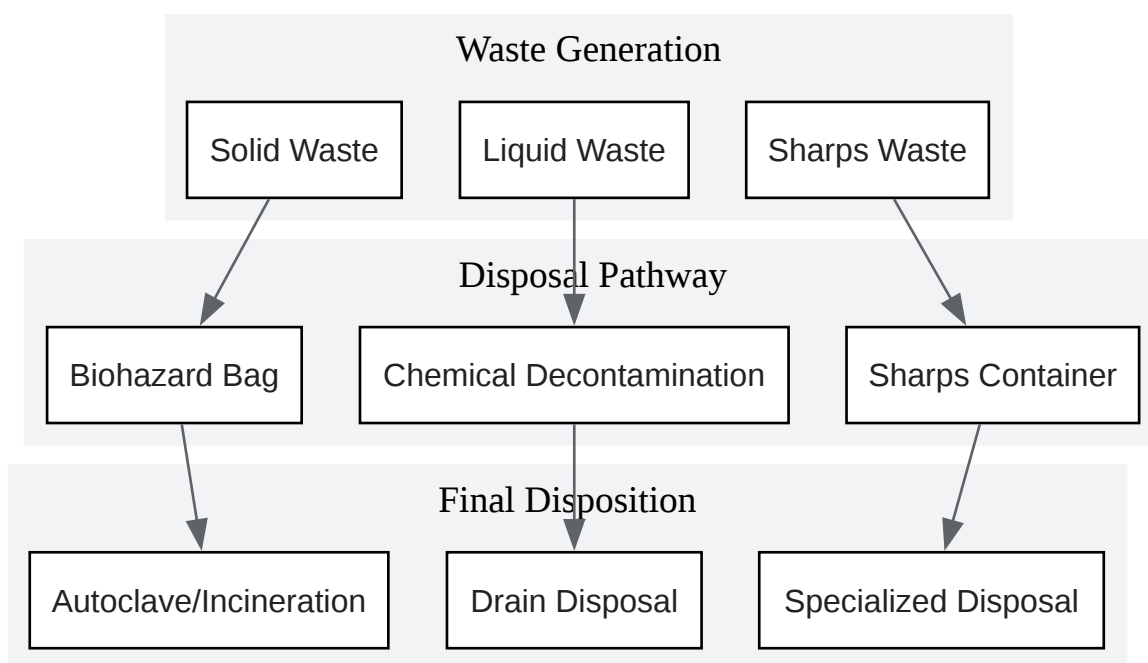 Waste Generation
Solid Waste
Liquid Waste
Sharps Waste
Disposal Pathway
Biohazard Bag
Chemical Decontamination
Sharps Container
Final Disposition
Autoclave/Incineration
Drain Disposal
Specialized Disposal